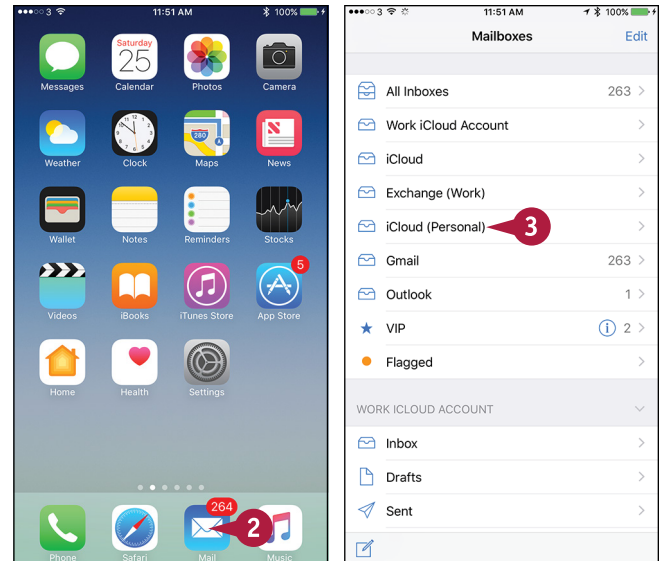 3 11:51 AM 100%
Saturday
25
Messages Calendar Photos Camera
12
280
Weather Clock Maps News
Wallet Notes Reminders Stocks
5
Videos iBooks iTunes Store App Store
Home Health Settings
264
2
Phone Safari Mail Music
3 11:51 AM 100%
Mailboxes Edit
All Inboxes 263
Work iCloud Account
iCloud
Exchange (Work)
iCloud (Personal) 3
Gmail 263
Outlook 1
VIP i 2
Flagged
WORK ICLOUD ACCOUNT
Inbox
Drafts
Sent